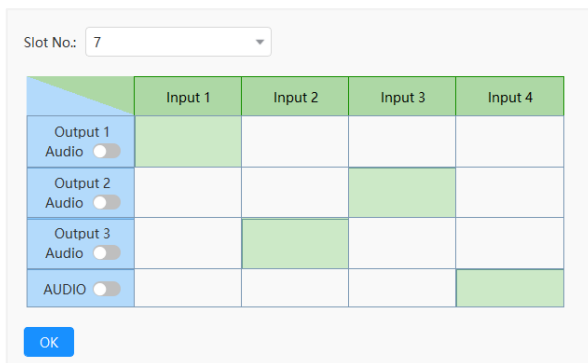 Slot No.: 7
Input 1 Input 2 Input 3 Input 4
Output 1
Audio
Output 2
Audio
Output 3
Audio
AUDIO
OK